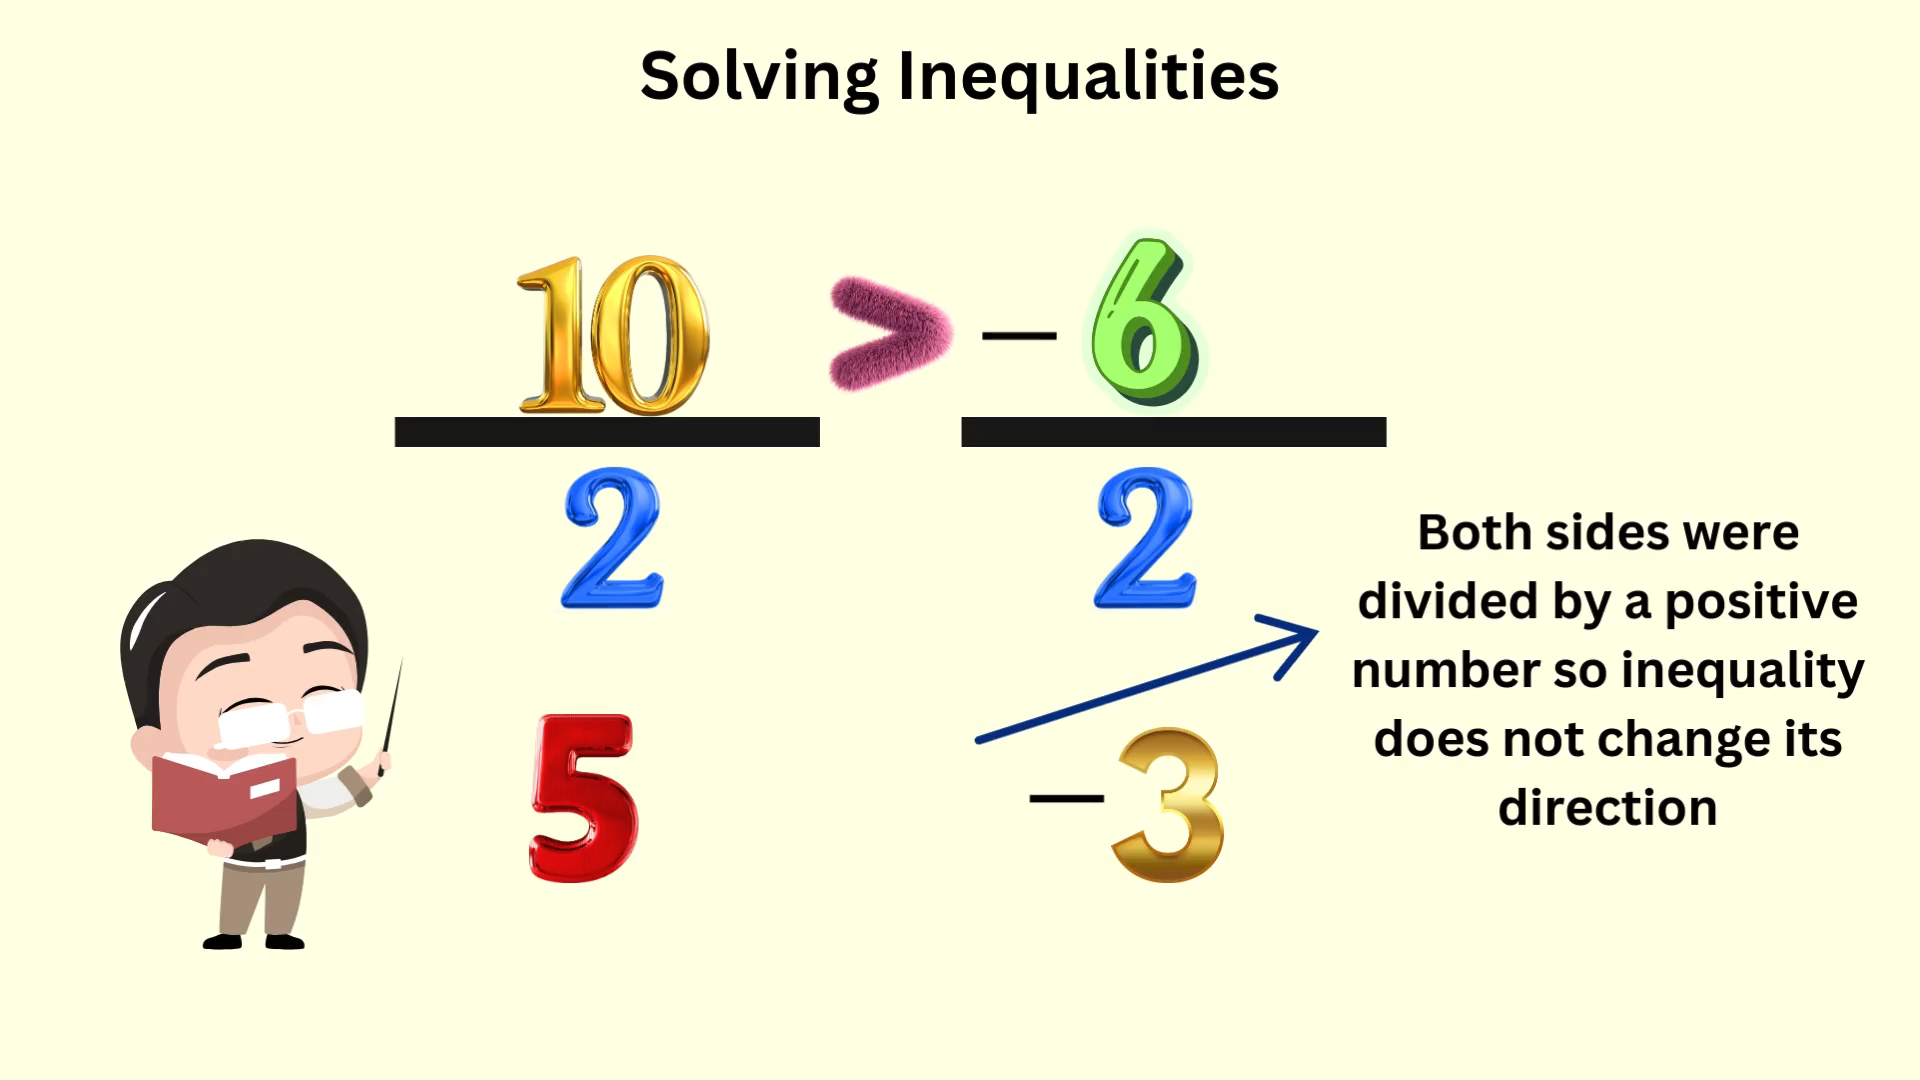 Solving Inequalities
10 > – 6
2 2
5 – 3
Both sides were
divided by a positive
number so inequality
does not change its
direction